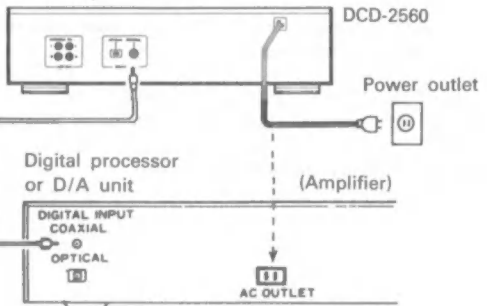 DCD-2560
Power outlet
Digital processor
or D/A unit
(Amplifier)
DIGITAL INPUT
COAXIAL
OPTICAL
AC OUTLET